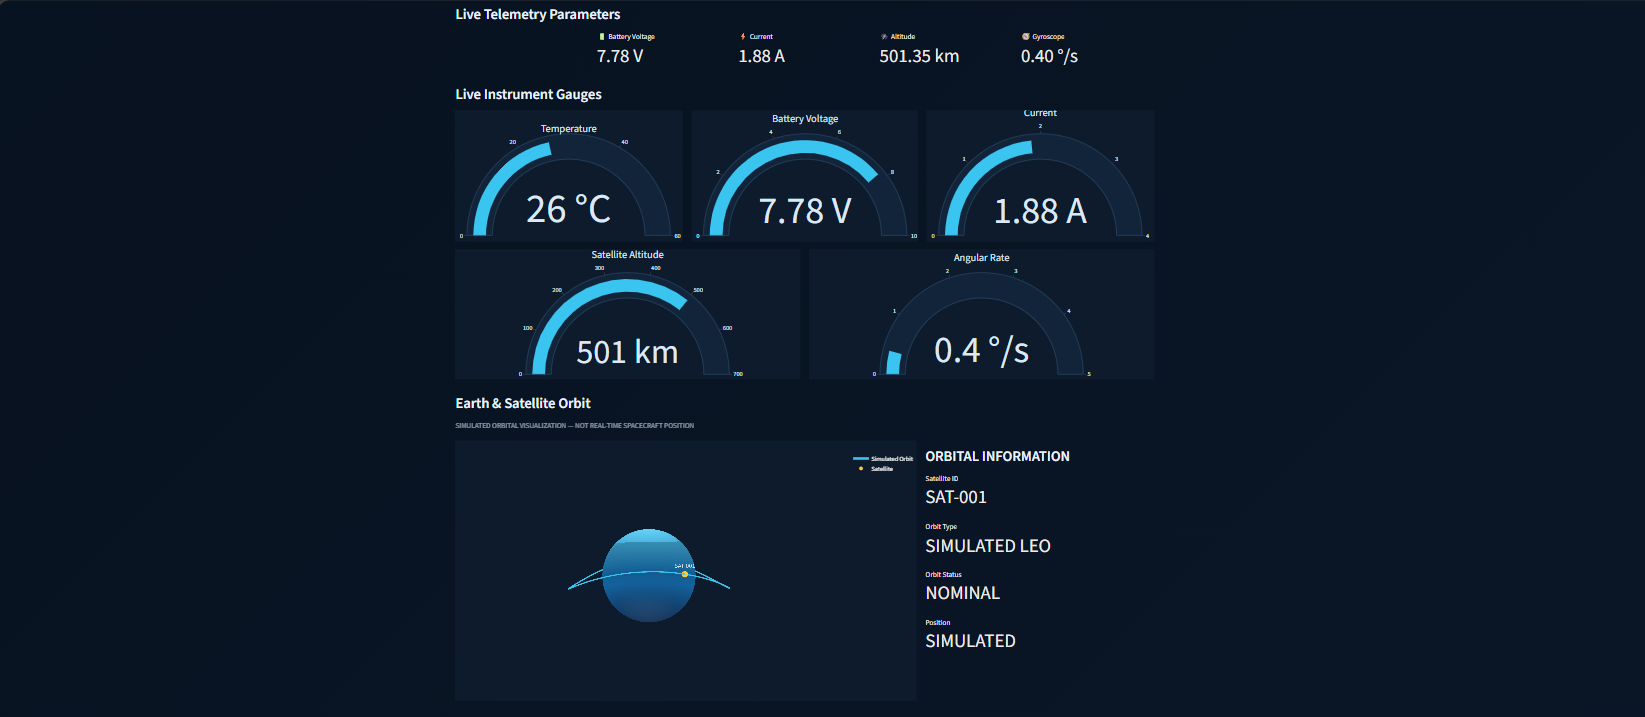 Live Telemetry Parameters
Battery Voltage
Current
Altitude
Gyroscope
7.78 V
1.88 A
501.35 km
0.40 °/s
Live Instrument Gauges
Temperature
0
20
40
60
26 °C
Battery Voltage
0
2
4
6
8
10
7.78 V
Current
0
1
2
3
4
1.88 A
Satellite Altitude
0
100
200
300
400
500
600
700
501 km
Angular Rate
0
1
2
3
4
5
0.4 °/s
Earth & Satellite Orbit
SIMULATED ORBITAL VISUALIZATION — NOT REAL-TIME SPACECRAFT POSITION
Simulated Orbit
Satellite
SAT-001
ORBITAL INFORMATION
Satellite ID
SAT-001
Orbit Type
SIMULATED LEO
Orbit Status
NOMINAL
Position
SIMULATED